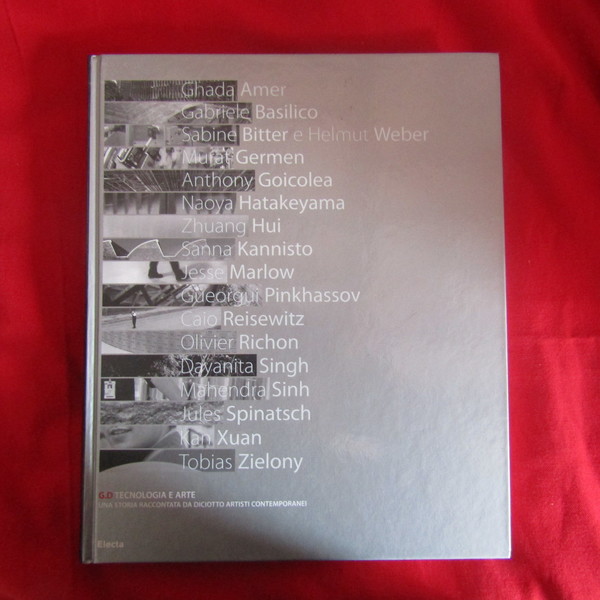 Ghada Amer
Gabriele Basilico
Sabine Bitter e Helmut Weber
Murat Germen
Anthony Goicolea
Naoya Hatakeyama
Zhuang Hui
Sanna Kannisto
Jesse Marlow
Gueorgui Pinkhassov
Caio Reisewitz
Olivier Richon
Dayanita Singh
Mahendra Sinh
Jules Spinatsch
Kan Xuan
Tobias Zielony
G.D TECNOLOGIA E ARTE
UNA STORIA RACCONTATA DA DICIOTTO ARTISTI CONTEMPORANEI
Electa